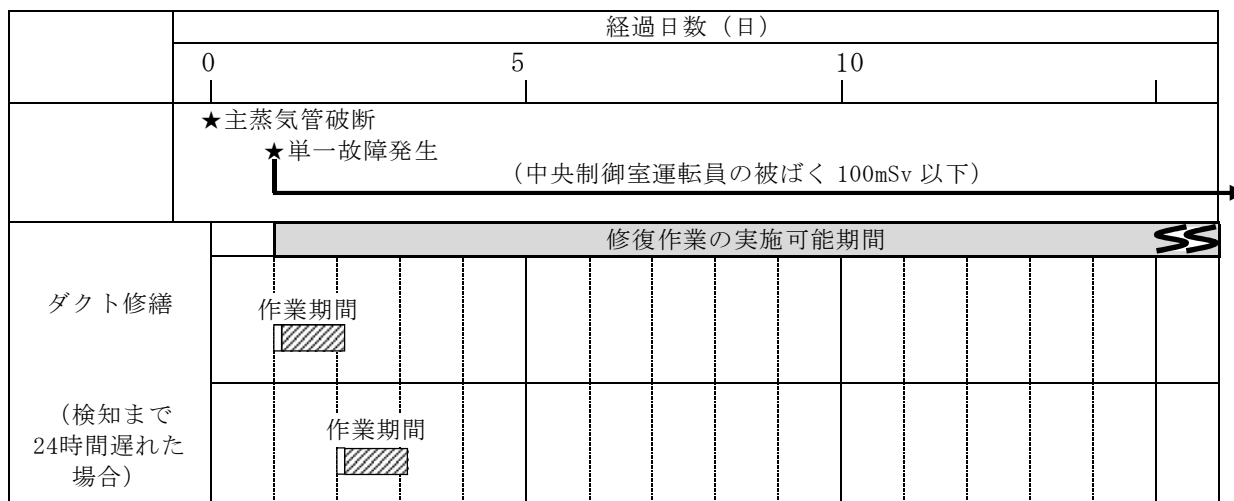 経過日数（日）
0 5 10
★主蒸気管破断
★単一故障発生
（中央制御室運転員の被ばく 100mSv 以下）
修復作業の実施可能期間
ダクト修繕
作業期間
（検知まで
24時間遅れた
場合）
作業期間